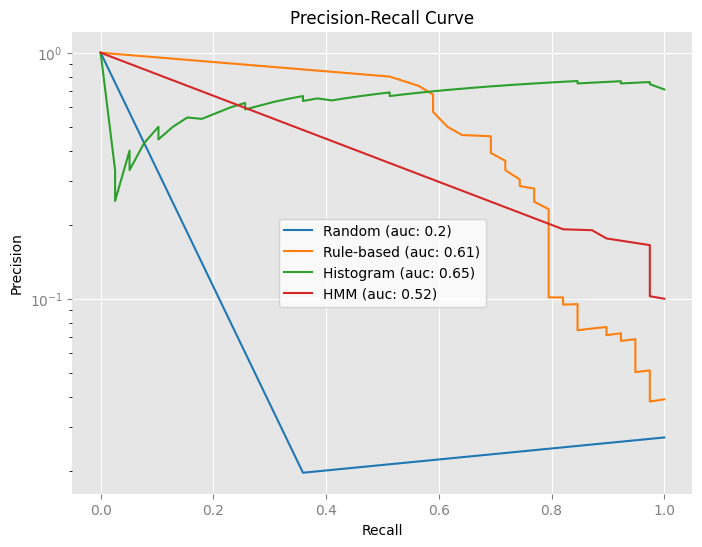 Precision-Recall Curve
Precision
10⁰
10⁻¹
Random (auc: 0.2)
Rule-based (auc: 0.61)
Histogram (auc: 0.65)
HMM (auc: 0.52)
0.0 0.2 0.4 0.6 0.8 1.0
Recall